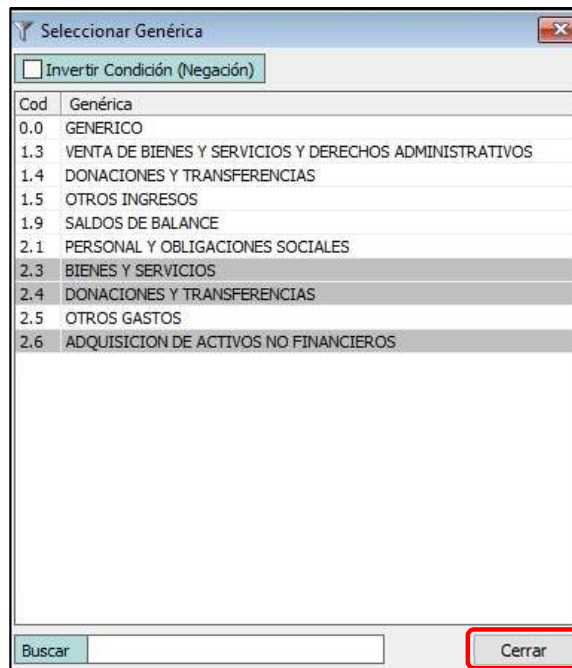 Seleccionar Genérica
Invertir Condición (Negación)
Cod Genérica
0.0 GENERICO
1.3 VENTA DE BIENES Y SERVICIOS Y DERECHOS ADMINISTRATIVOS
1.4 DONACIONES Y TRANSFERENCIAS
1.5 OTROS INGRESOS
1.9 SALDOS DE BALANCE
2.1 PERSONAL Y OBLIGACIONES SOCIALES
2.3 BIENES Y SERVICIOS
2.4 DONACIONES Y TRANSFERENCIAS
2.5 OTROS GASTOS
2.6 ADQUISICION DE ACTIVOS NO FINANCIEROS
Buscar Cerrar